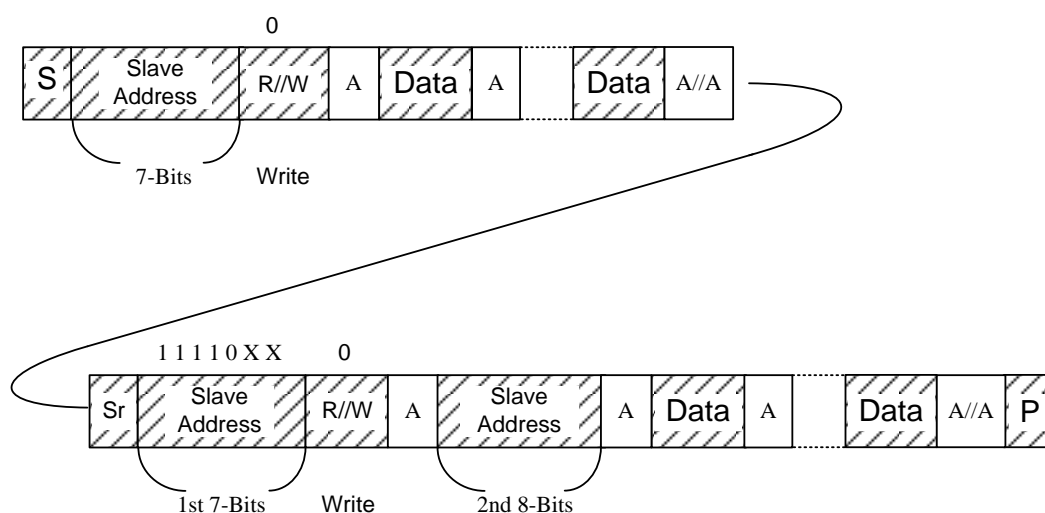 0
S Slave Address R//W A Data A Data A//A
7-Bits Write
1 1 1 1 0 X X 0
Sr Slave Address R//W A Slave Address A Data A Data A//A P
1st 7-Bits Write 2nd 8-Bits